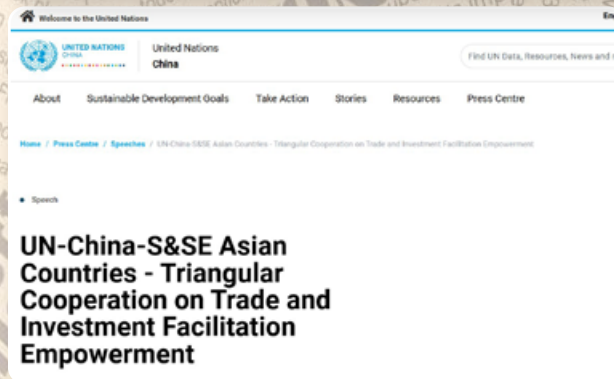 Welcome to the United Nations
En
UNITED NATIONS
CHINA
United Nations
China
Find UN Data, Resources, News and
About Sustainable Development Goals Take Action Stories Resources Press Centre
Home / Press Centre / Speeches / UN-China-S&SE Asian Countries - Triangular Cooperation on Trade and Investment Facilitation Empowerment
Speech
UN-China-S&SE Asian
Countries - Triangular
Cooperation on Trade and
Investment Facilitation
Empowerment